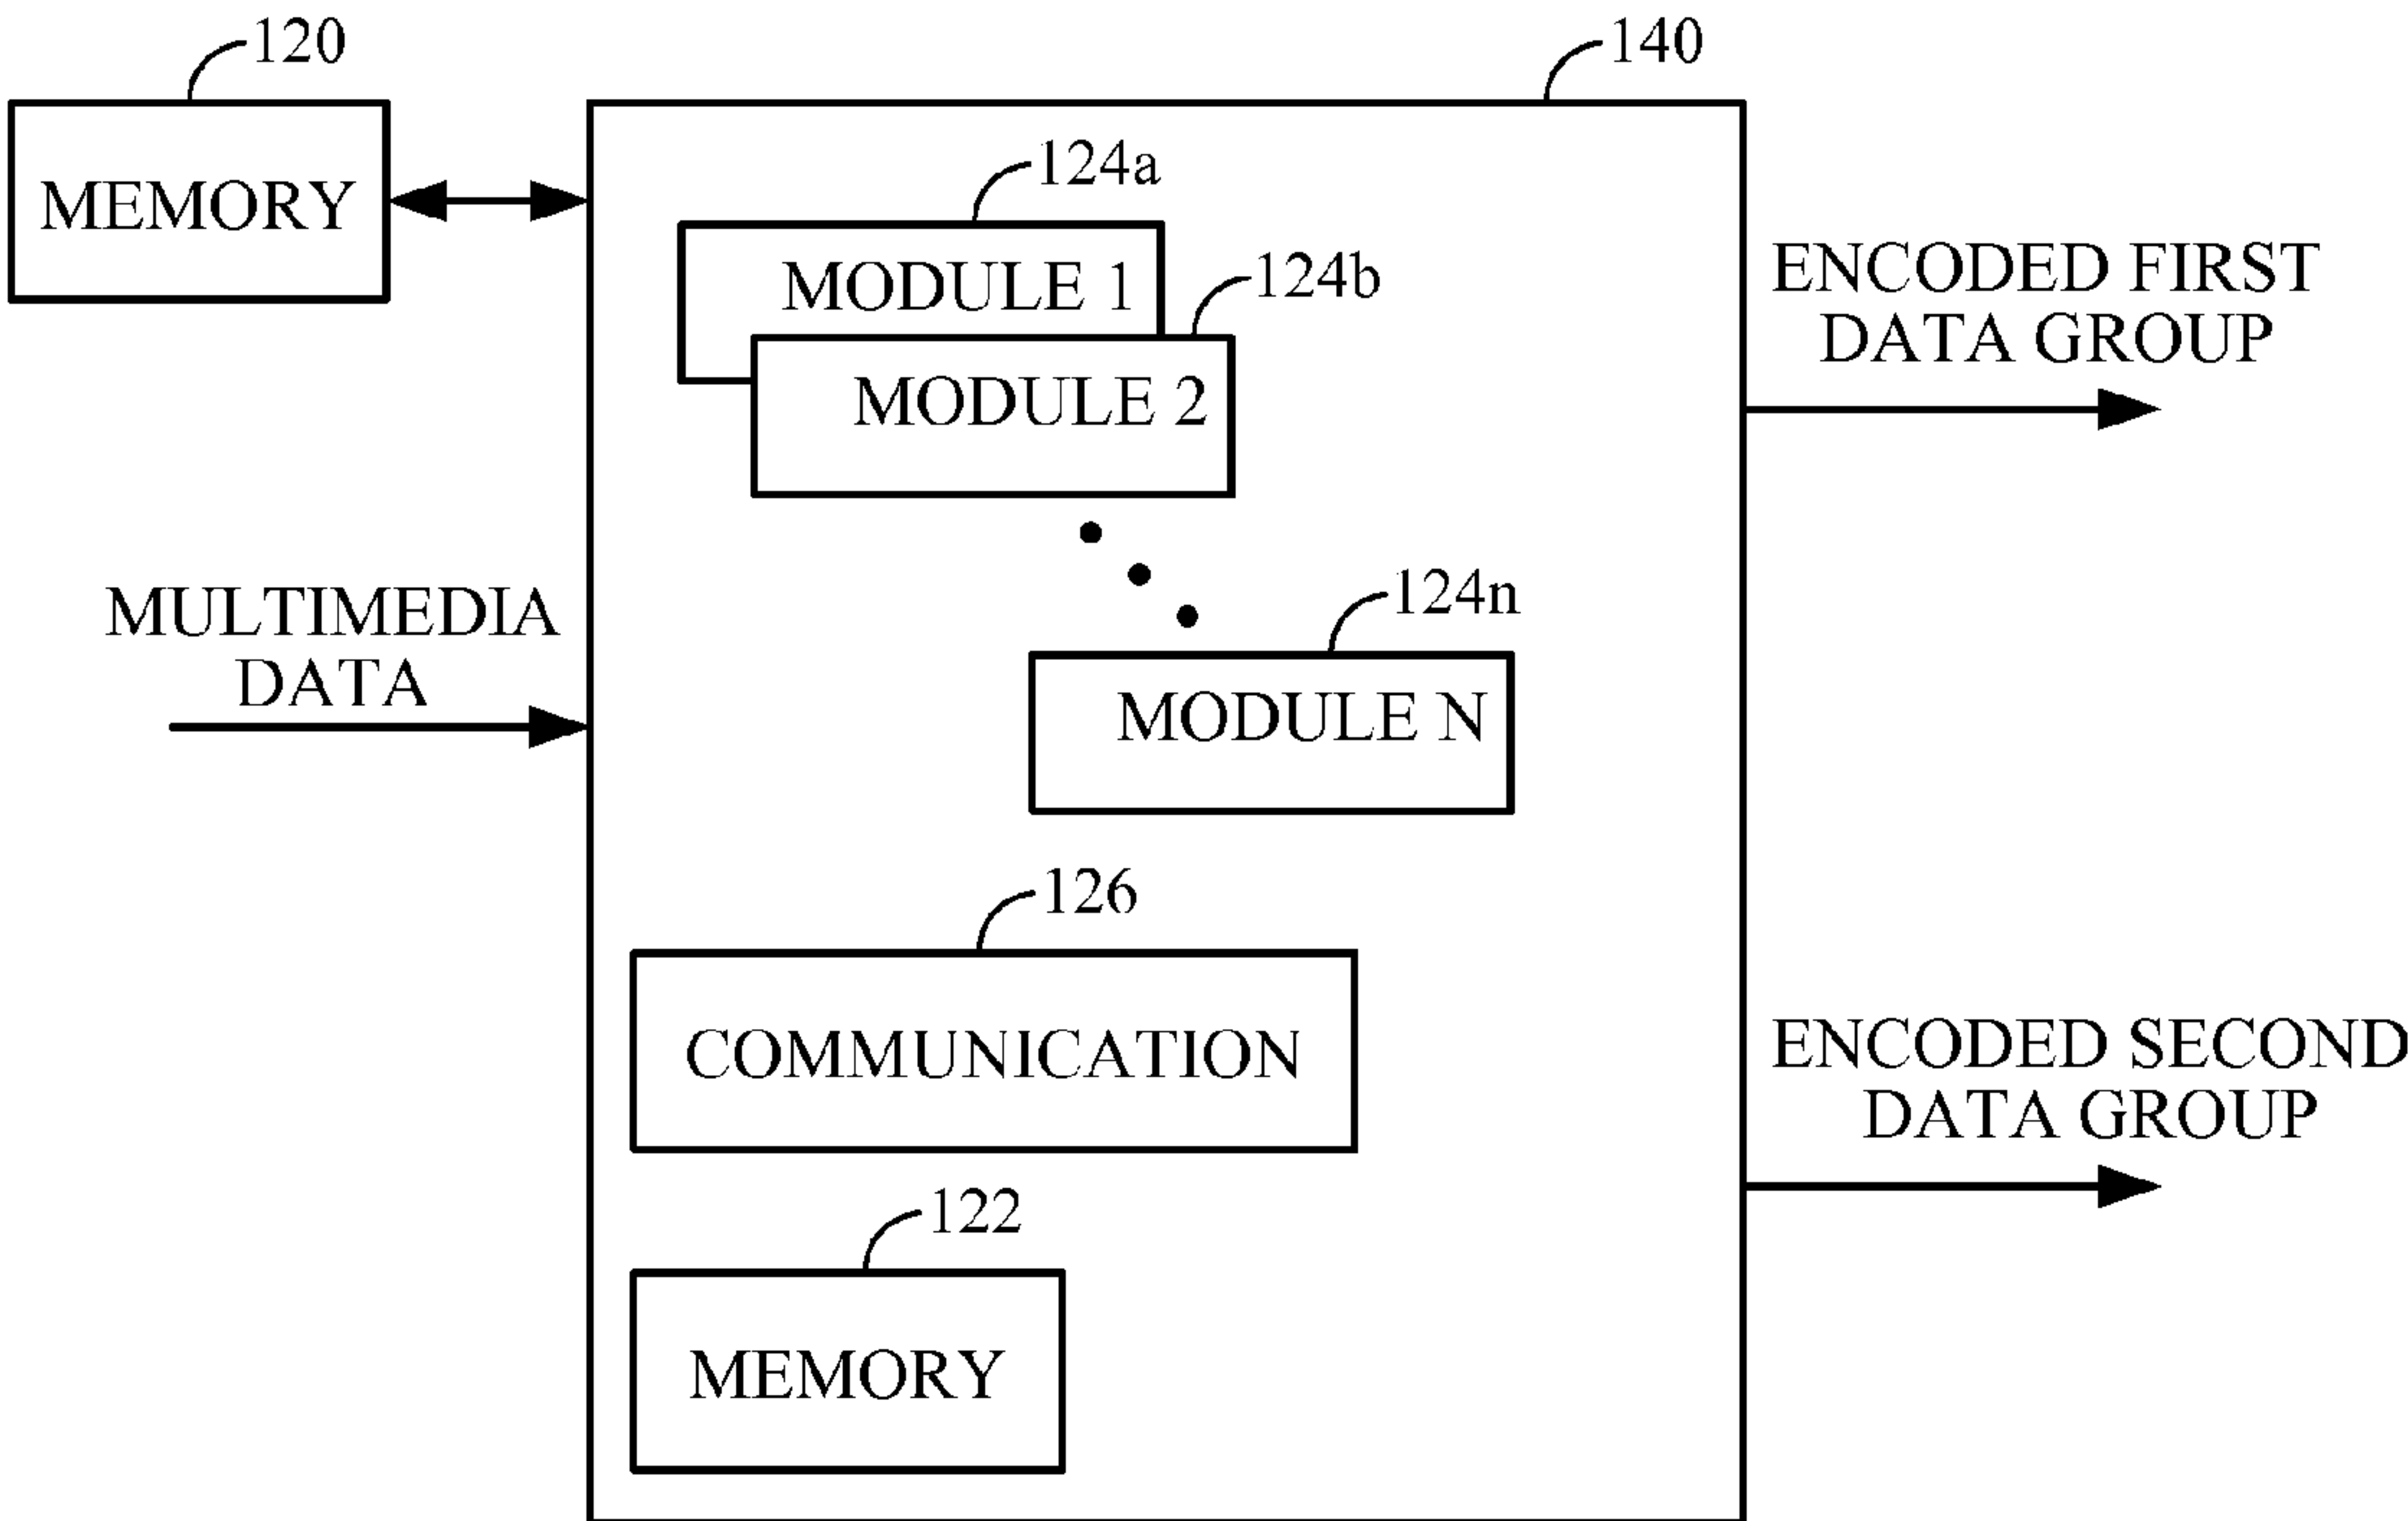 120
140
MEMORY
124a
MODULE 1
124b
MODULE 2
ENCODED FIRST
DATA GROUP
124n
MODULE N
MULTIMEDIA
DATA
126
COMMUNICATION
ENCODED SECOND
DATA GROUP
122
MEMORY